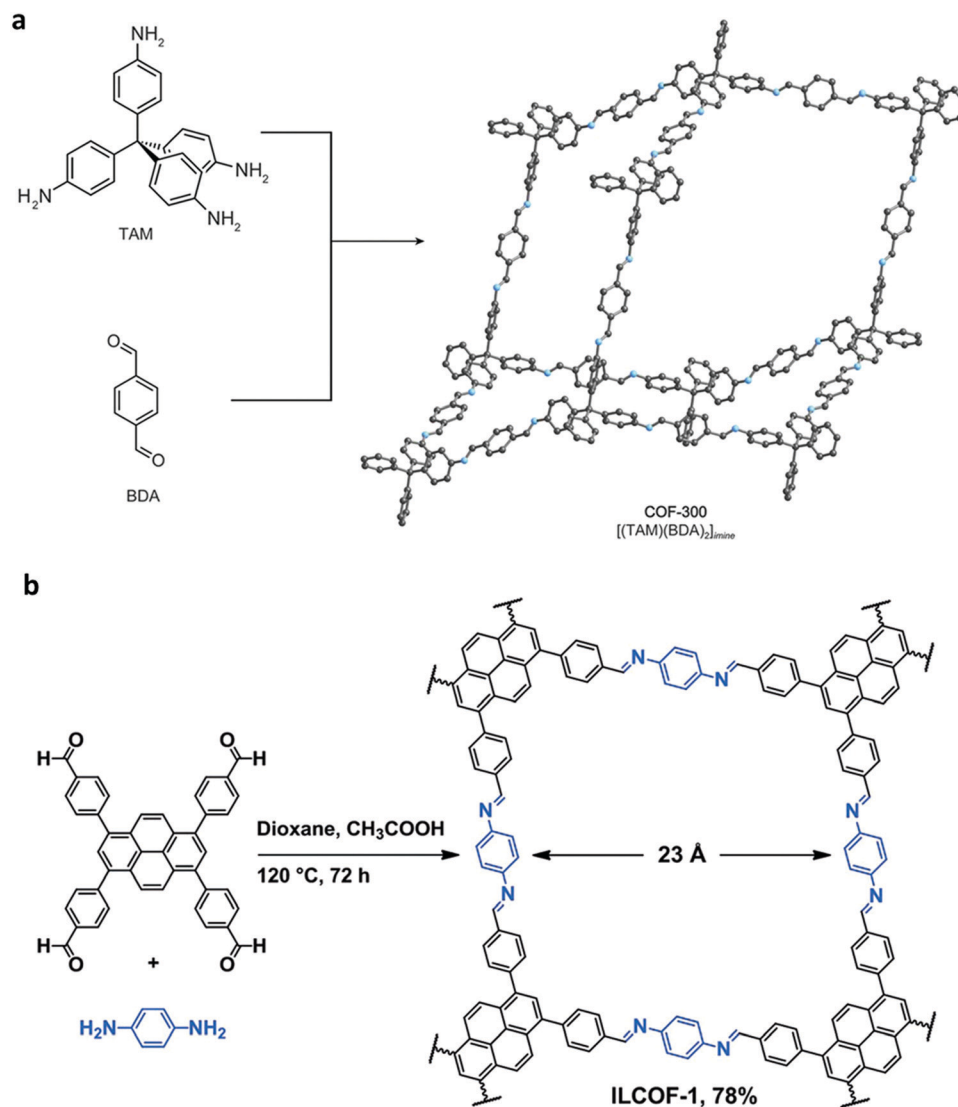 a
NH₂
H₂N
NH₂
NH₂
TAM
O
O
BDA
COF-300
[(TAM)(BDA)₂]imine
b
O
O
H
H
H
H
O
O
+
H₂N
NH₂
Dioxane, CH₃COOH
120 °C, 72 h
N
N
N
N
23 Å
N
N
N
N
ILCOF-1, 78%